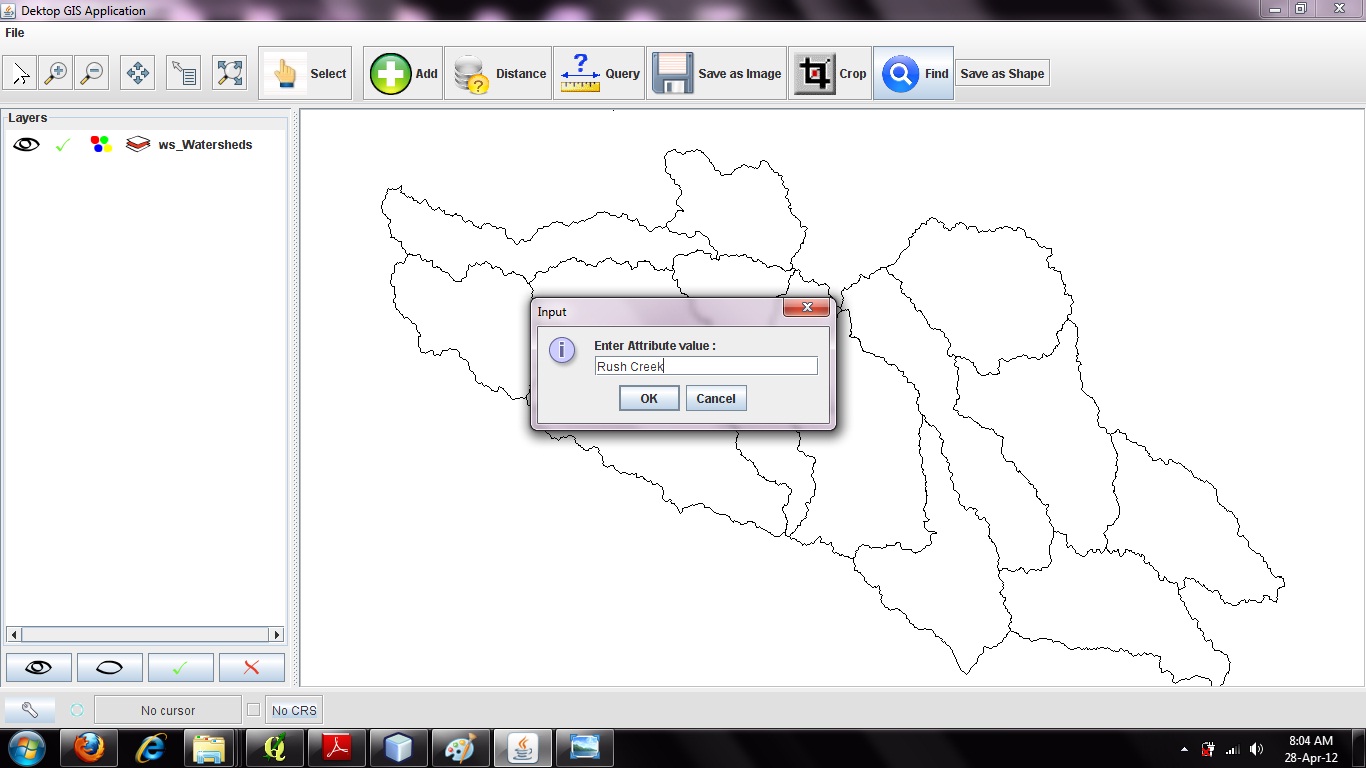 Dektop GIS Application
File
Select
Add
Distance
Query
Save as Image
Crop
Find
Save as Shape
Layers
ws_Watersheds
Input
Enter Attribute value :
Rush Creek
OK
Cancel
No cursor
No CRS
8:04 AM
28-Apr-12